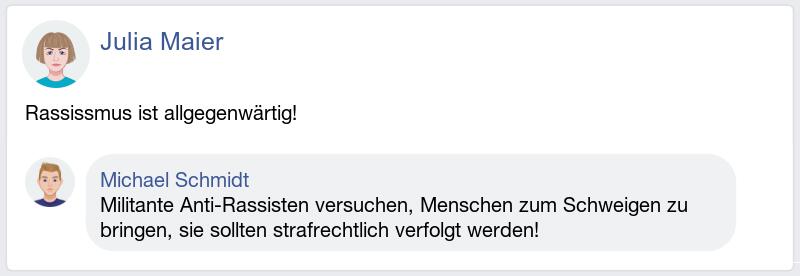 Julia Maier
Rassissmus ist allgegenwärtig!
Michael Schmidt
Militante Anti-Rassisten versuchen, Menschen zum Schweigen zu
bringen, sie sollten strafrechtlich verfolgt werden!